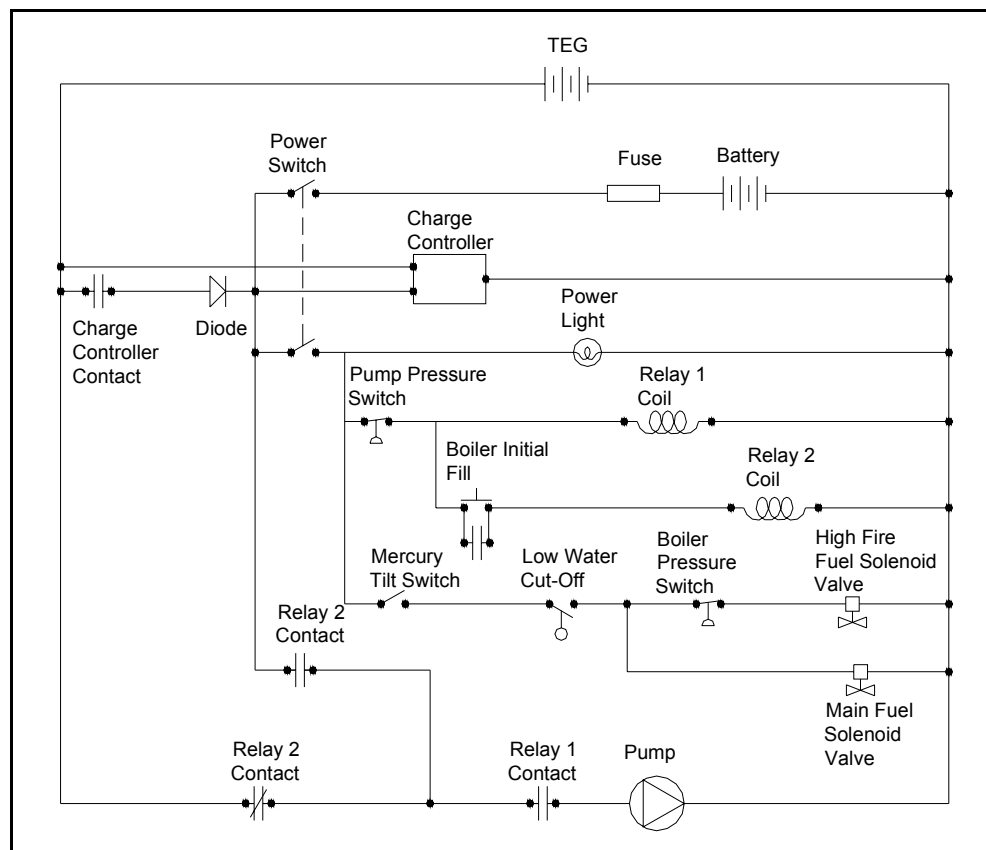 TEG
Power
Switch
Fuse
Battery
Charge
Controller
Power
Light
Charge
Controller
Contact
Diode
Pump Pressure
Switch
Relay 1
Coil
Boiler Initial
Fill
Relay 2
Coil
Mercury
Tilt Switch
Low Water
Cut-Off
Boiler
Pressure
Switch
High Fire
Fuel Solenoid
Valve
Relay 2
Contact
Main Fuel
Solenoid
Valve
Relay 2
Contact
Relay 1
Contact
Pump